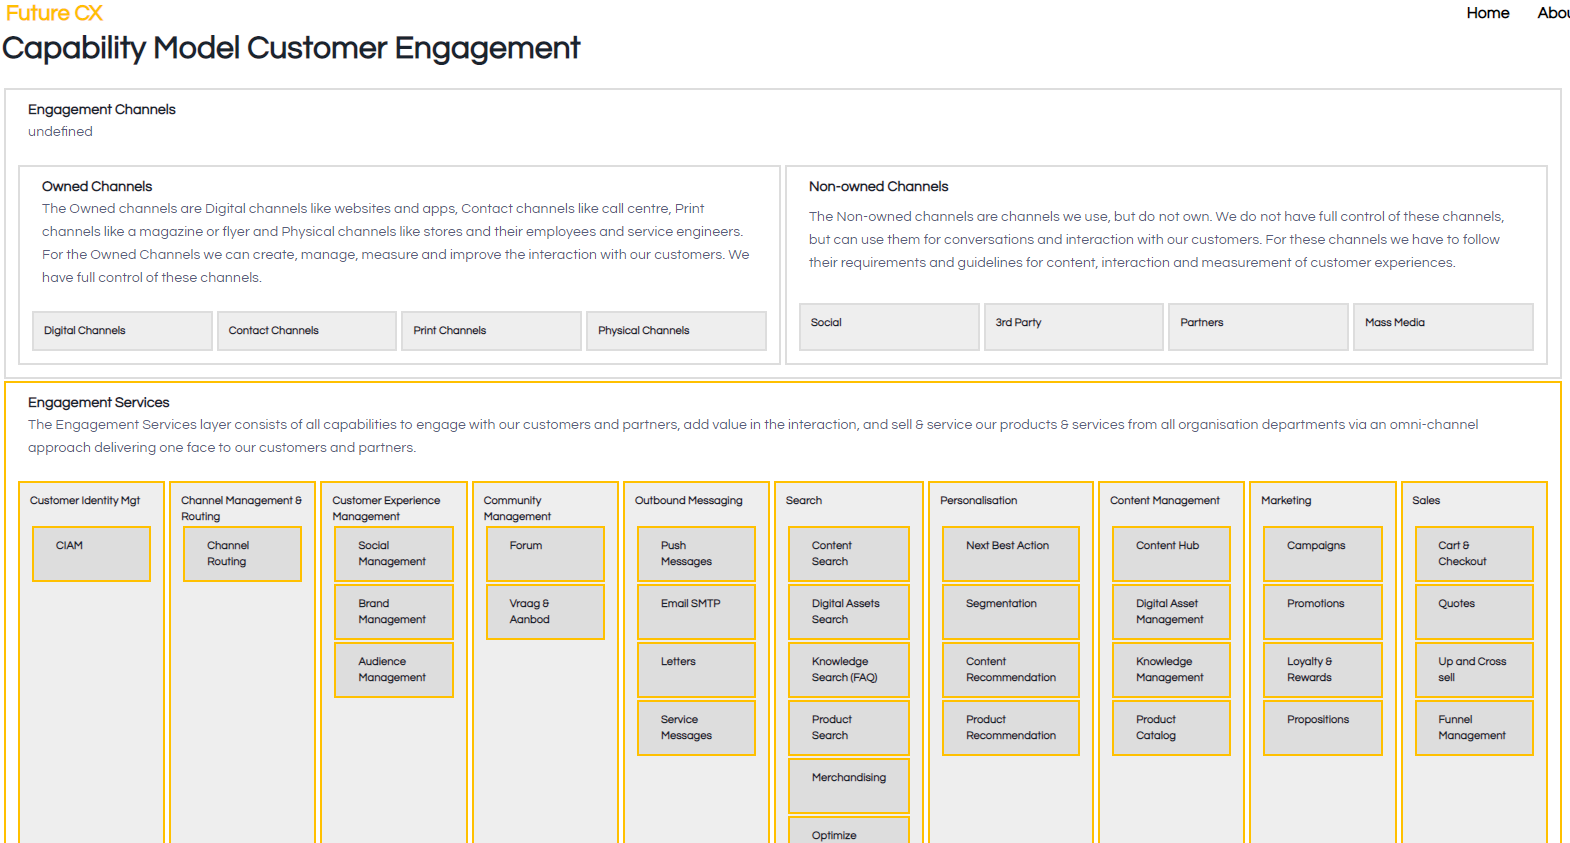 Future CX
Home
Capability Model Customer Engagement
Engagement Channels
undefined
Owned Channels
The Owned channels are Digital channels like websites and apps, Contact channels like call centre, Print
channels like a magazine or flyer and Physical channels like stores and their employees and service engineers.
For the Owned Channels we can create, manage, measure and improve the interaction with our customers. We
have full control of these channels.
Digital Channels
Contact Channels
Print Channels
Physical Channels
Non-owned Channels
The Non-owned channels are channels we use, but do not own. We do not have full control of these channels,
but can use them for conversations and interaction with our customers. For these channels we have to follow
their requirements and guidelines for content, interaction and measurement of customer experiences.
Social
3rd Party
Partners
Mass Media
Engagement Services
The Engagement Services layer consists of all capabilities to engage with our customers and partners, add value in the interaction, and sell & service our products & services from all organisation departments via an omni-channel
approach delivering one face to our customers and partners.
Customer Identity Mgt
CIAM
Channel Management &
Routing
Channel
Routing
Customer Experience
Management
Social
Management
Brand
Management
Audience
Management
Community
Management
Forum
Vraag &
Aanbod
Outbound Messaging
Push
Messages
Email SMTP
Letters
Service
Messages
Search
Content
Search
Digital Assets
Search
Knowledge
Search (FAQ)
Product
Search
Merchandising
Optimize
Personalisation
Next Best Action
Segmentation
Content
Recommendation
Product
Recommendation
Content Management
Content Hub
Digital Asset
Management
Knowledge
Management
Product
Catalog
Marketing
Campaigns
Promotions
Loyalty &
Rewards
Propositions
Sales
Cart &
Checkout
Quotes
Up and Cross
sell
Funnel
Management